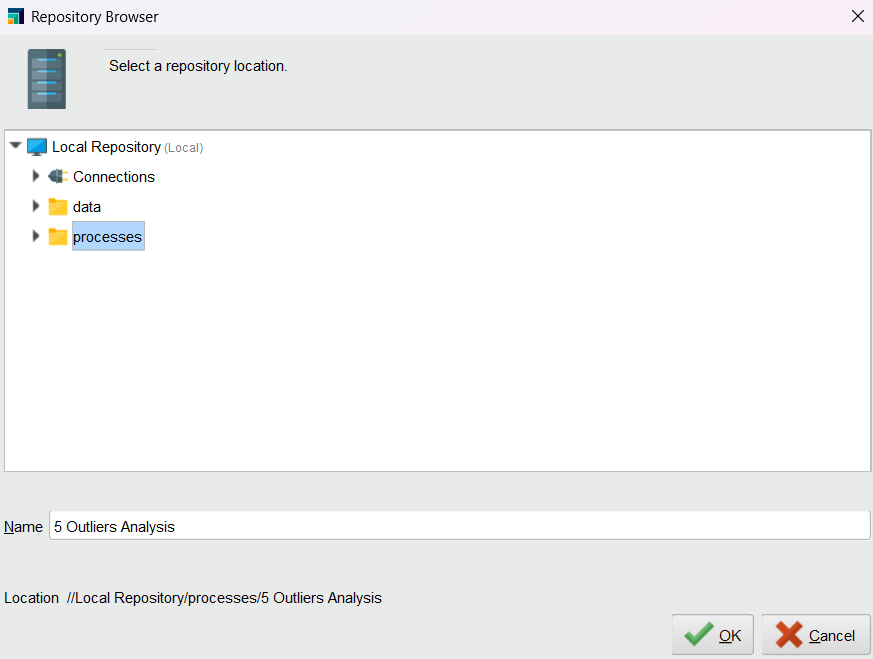 Repository Browser
Select a repository location.
Local Repository (Local)
Connections
data
processes
Name 5 Outliers Analysis
Location //Local Repository/processes/5 Outliers Analysis
OK Cancel